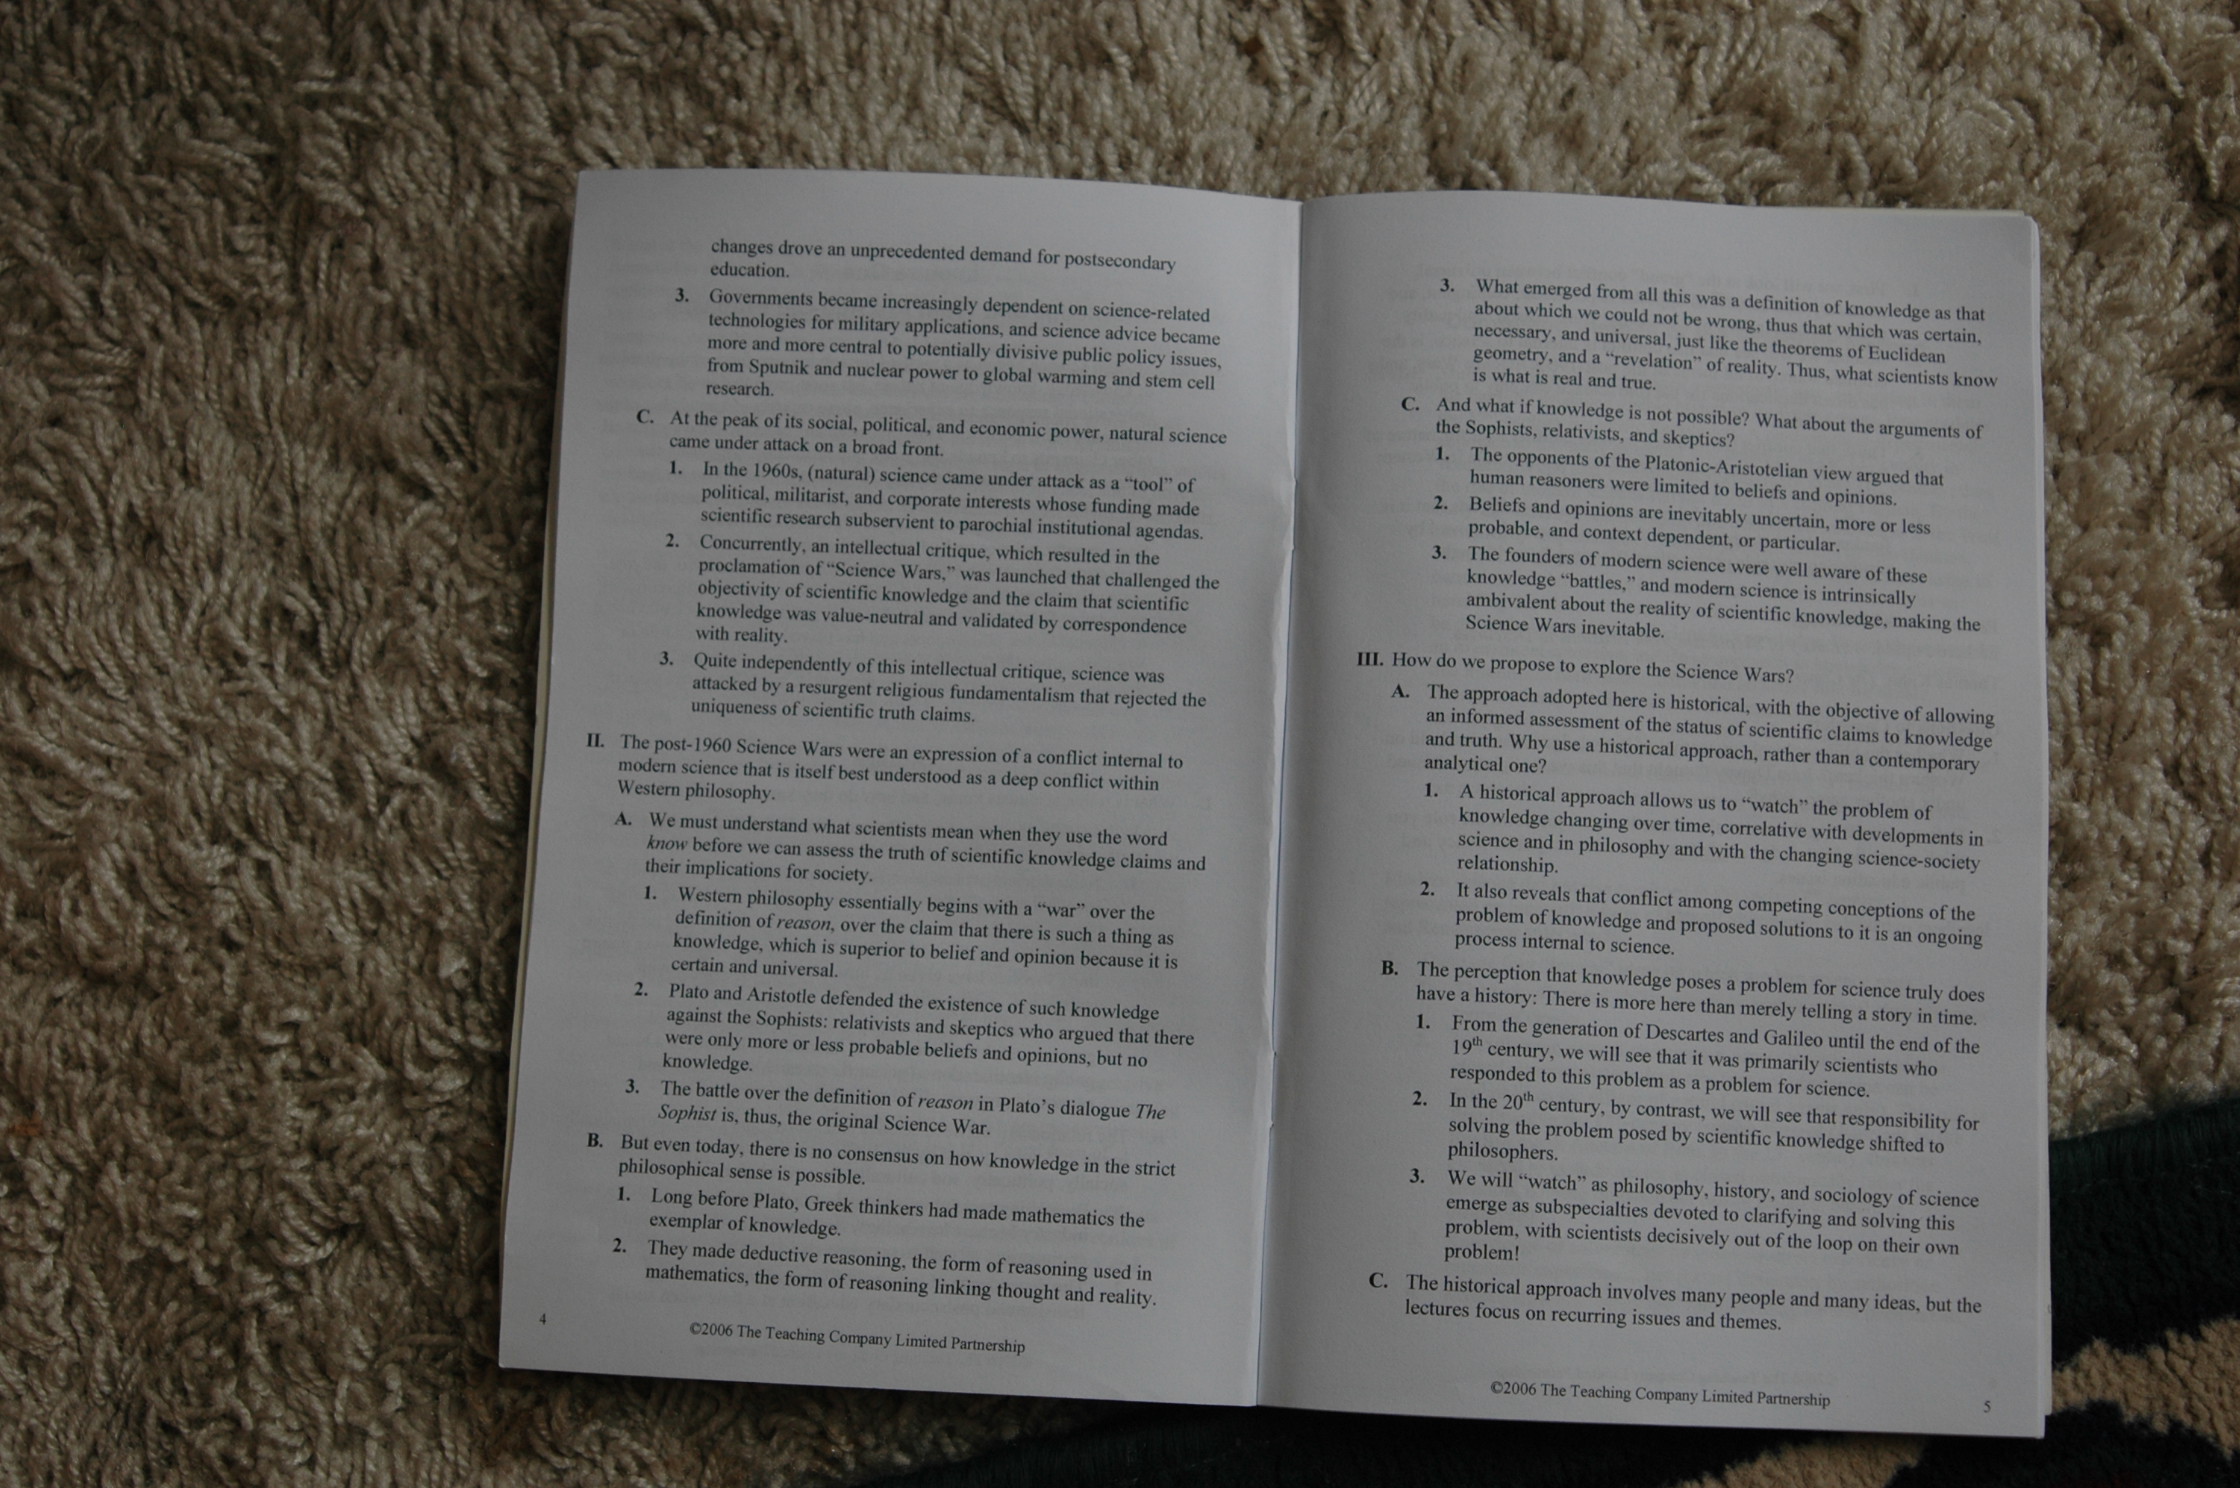 changes drove an unprecedented demand for postsecondary
education.
3. Governments became increasingly dependent on science-related
technologies for military applications, and science advice became
more and more central to potentially divisive public policy issues,
from Sputnik and nuclear power to global warming and stem cell
research.
C. At the peak of its social, political, and economic power, natural science
came under attack on a broad front.
1. In the 1960s, (natural) science came under attack as a “tool” of
political, militarist, and corporate interests whose funding made
scientific research subservient to parochial institutional agendas.
2. Concurrently, an intellectual critique, which resulted in the
proclamation of “Science Wars,” was launched that challenged the
objectivity of scientific knowledge and the claim that scientific
knowledge was value-neutral and validated by correspondence
with reality.
3. Quite independently of this intellectual critique, science was
attacked by a resurgent religious fundamentalism that rejected the
uniqueness of scientific truth claims.
II. The post-1960 Science Wars were an expression of a conflict internal to
modern science that is itself best understood as a deep conflict within
Western philosophy.
A. We must understand what scientists mean when they use the word
know before we can assess the truth of scientific knowledge claims and
their implications for society.
1. Western philosophy essentially begins with a “war” over the
definition of reason, over the claim that there is such a thing as
knowledge, which is superior to belief and opinion because it is
certain and universal.
2. Plato and Aristotle defended the existence of such knowledge
against the Sophists: relativists and skeptics who argued that there
were only more or less probable beliefs and opinions, but no
knowledge.
3. The battle over the definition of reason in Plato’s dialogue The
Sophist is, thus, the original Science War.
B. But even today, there is no consensus on how knowledge in the strict
philosophical sense is possible.
1. Long before Plato, Greek thinkers had made mathematics the
exemplar of knowledge.
2. They made deductive reasoning, the form of reasoning used in
mathematics, the form of reasoning linking thought and reality.
4
©2006 The Teaching Company Limited Partnership
3. What emerged from all this was a definition of knowledge as that
about which we could not be wrong, thus that which was certain,
necessary, and universal, just like the theorems of Euclidean
geometry, and a “revelation” of reality. Thus, what scientists know
is what is real and true.
C. And what if knowledge is not possible? What about the arguments of
the Sophists, relativists, and skeptics?
1. The opponents of the Platonic-Aristotelian view argued that
human reasoners were limited to beliefs and opinions.
2. Beliefs and opinions are inevitably uncertain, more or less
probable, and context dependent, or particular.
3. The founders of modern science were well aware of these
knowledge “battles,” and modern science is intrinsically
ambivalent about the reality of scientific knowledge, making the
Science Wars inevitable.
III. How do we propose to explore the Science Wars?
A. The approach adopted here is historical, with the objective of allowing
an informed assessment of the status of scientific claims to knowledge
and truth. Why use a historical approach, rather than a contemporary
analytical one?
1. A historical approach allows us to “watch” the problem of
knowledge changing over time, correlative with developments in
science and in philosophy and with the changing science-society
relationship.
2. It also reveals that conflict among competing conceptions of the
problem of knowledge and proposed solutions to it is an ongoing
process internal to science.
B. The perception that knowledge poses a problem for science truly does
have a history: There is more here than merely telling a story in time.
1. From the generation of Descartes and Galileo until the end of the
19th century, we will see that it was primarily scientists who
responded to this problem as a problem for science.
2. In the 20th century, by contrast, we will see that responsibility for
solving the problem posed by scientific knowledge shifted to
philosophers.
3. We will “watch” as philosophy, history, and sociology of science
emerge as subspecialties devoted to clarifying and solving this
problem, with scientists decisively out of the loop on their own
problem!
C. The historical approach involves many people and many ideas, but the
lectures focus on recurring issues and themes.
©2006 The Teaching Company Limited Partnership
5